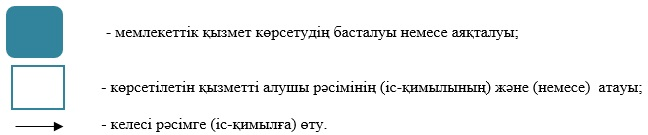 - мемлекеттік қызмет көрсетудің басталуы немесе аяқталуы;
- көрсетілетін қызметті алушы рәсімінің (іс-қимылының) және (немесе) атауы;
- келесі рәсімге (іс-қимылға) өту.